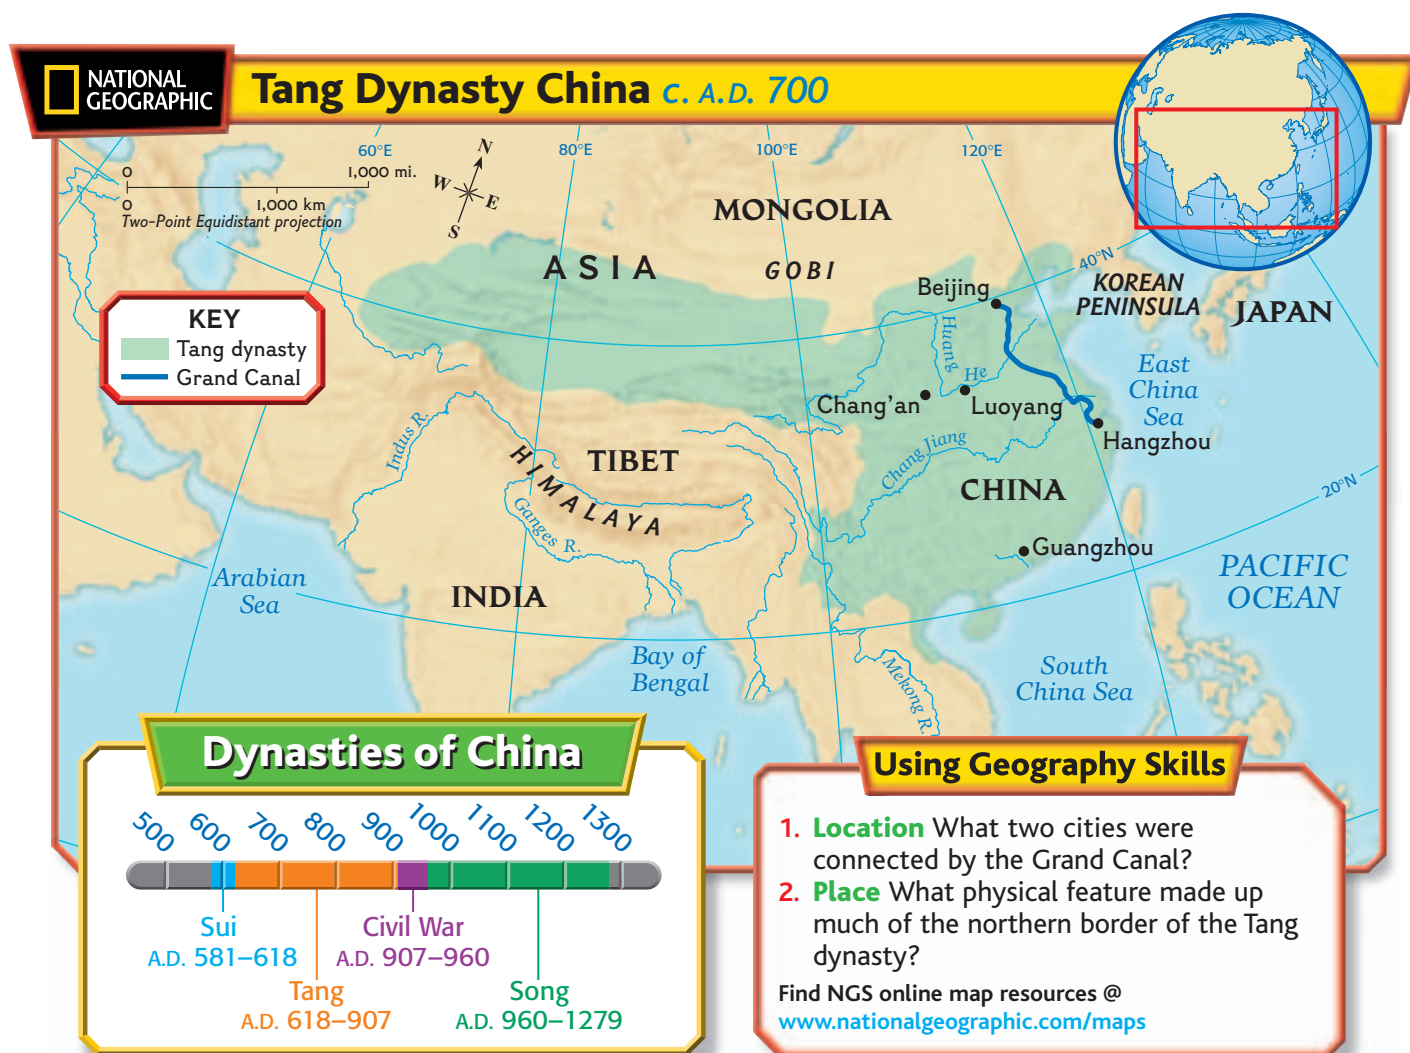 NATIONAL
GEOGRAPHIC
Tang Dynasty China C. A.D. 700
60°E
80°E
100°E
120°E
0
1,000 mi.
0
1,000 km
Two-Point Equidistant projection
N
W
E
S
MONGOLIA
ASIA
GOBI
40°N
Beijing
KOREAN
PENINSULA
JAPAN
KEY
Tang dynasty
Grand Canal
Huang
He
East
China
Sea
Chang'an
Luoyang
Hangzhou
Indus R.
TIBET
Chang Jiang
HIMALAYA
CHINA
20°N
Ganges R.
Guangzhou
Arabian
Sea
INDIA
PACIFIC
OCEAN
Bay of
Bengal
South
China Sea
Mekong R.
Dynasties of China
500
600
700
800
900
1000
1100
1200
1300
Sui
A.D. 581–618
Civil War
A.D. 907–960
Tang
A.D. 618–907
Song
A.D. 960–1279
Using Geography Skills
1. Location What two cities were
connected by the Grand Canal?
2. Place What physical feature made up
much of the northern border of the Tang
dynasty?
Find NGS online map resources @
www.nationalgeographic.com/maps